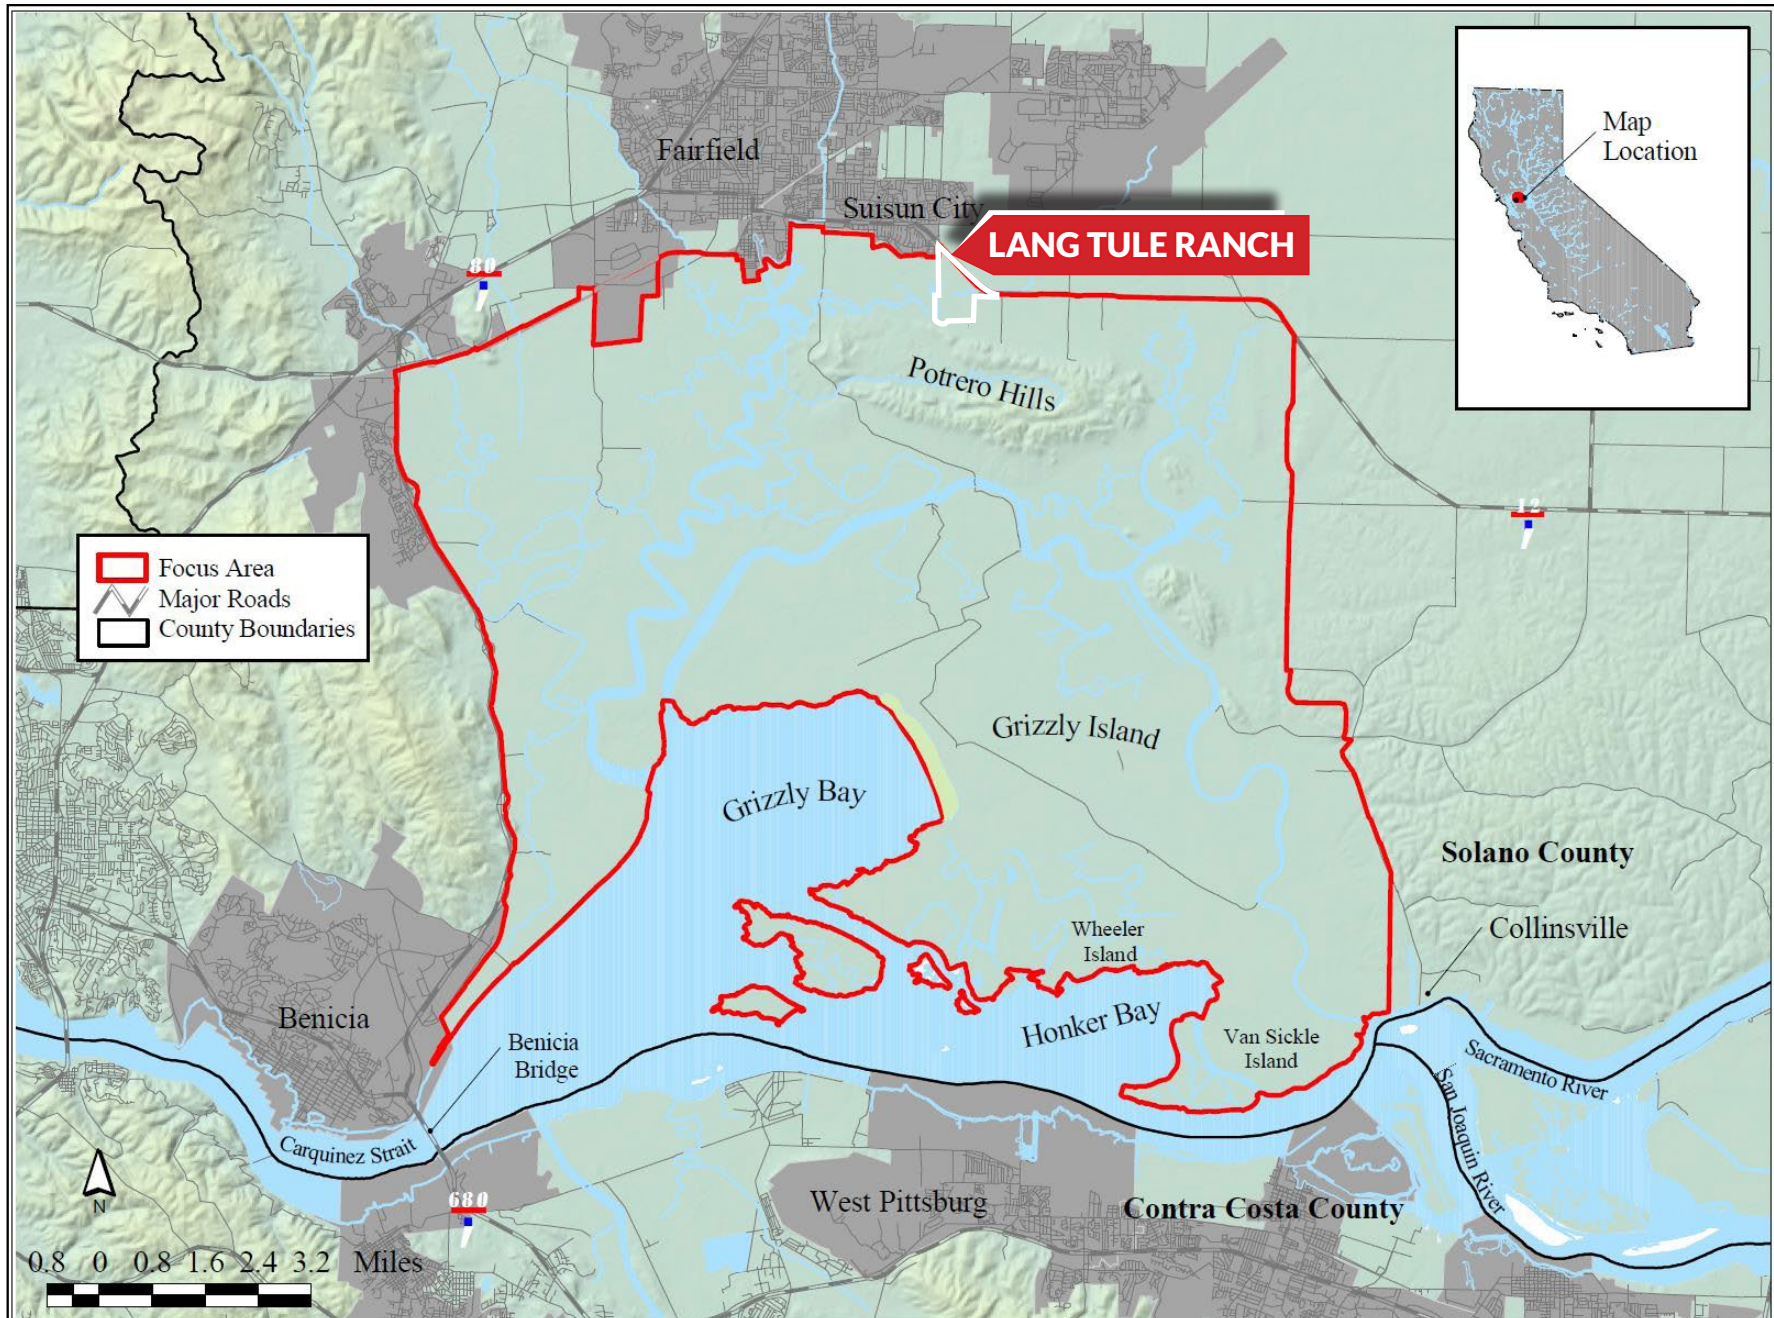 Fairfield
Suisun City
LANG TULE RANCH
Map
Location
80
Potrero Hills
12
Focus Area
Major Roads
County Boundaries
Grizzly Island
Grizzly Bay
Solano County
Collinsville
Wheeler
Island
Honker Bay
Van Sickle
Island
Benicia
Benicia
Bridge
Sacramento River
San Joaquin River
Carquinez Strait
West Pittsburg
Contra Costa County
680
N
0.8 0 0.8 1.6 2.4 3.2 Miles